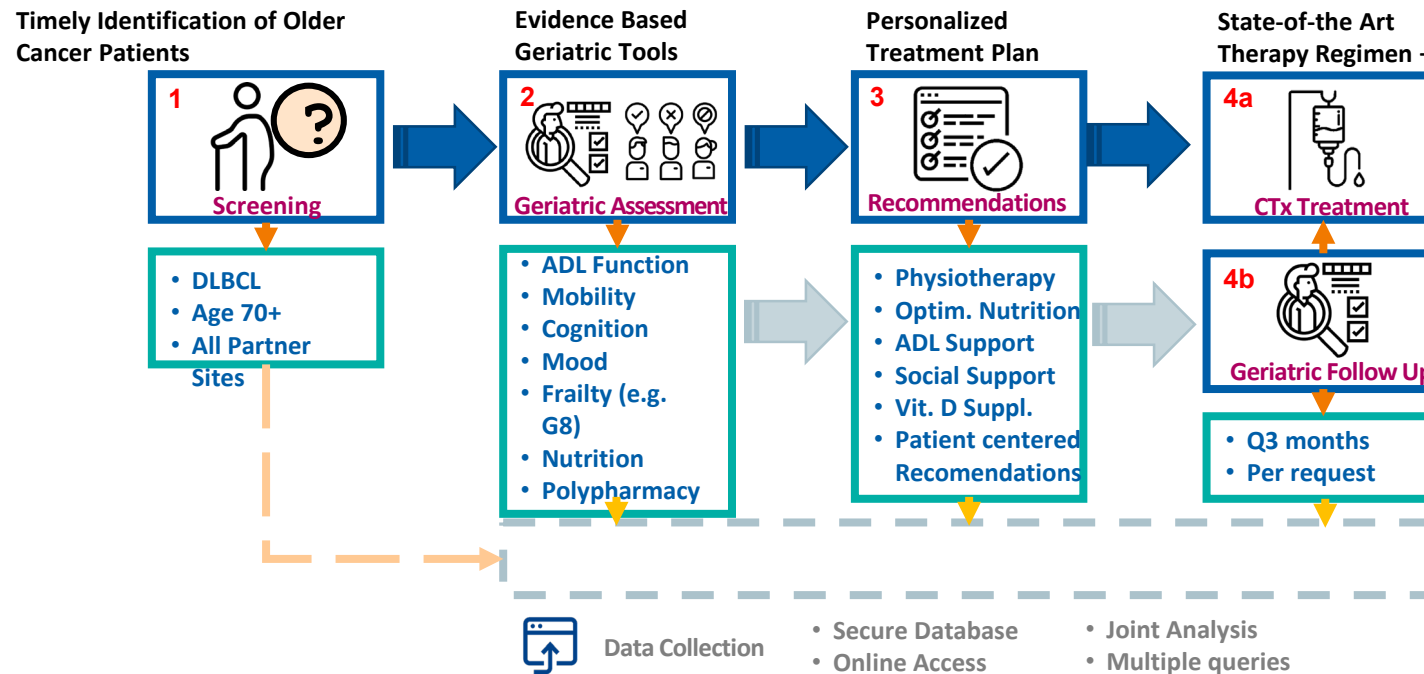 Timely Identification of Older
Cancer Patients
1
?
Screening
• DLBCL
• Age 70+
• All Partner
Sites
Evidence Based
Geriatric Tools
2
Geriatric Assessment
• ADL Function
• Mobility
• Cognition
• Mood
• Frailty (e.g.
G8)
• Nutrition
• Polypharmacy
Personalized
Treatment Plan
3
Recommendations
• Physiotherapy
• Optim. Nutrition
• ADL Support
• Social Support
• Vit. D Suppl.
• Patient centered
Recomendations
State-of-the Art
Therapy Regimen -
4a
CTx Treatment
4b
Geriatric Follow Up
• Q3 months
• Per request
Data Collection
• Secure Database
• Online Access
• Joint Analysis
• Multiple queries